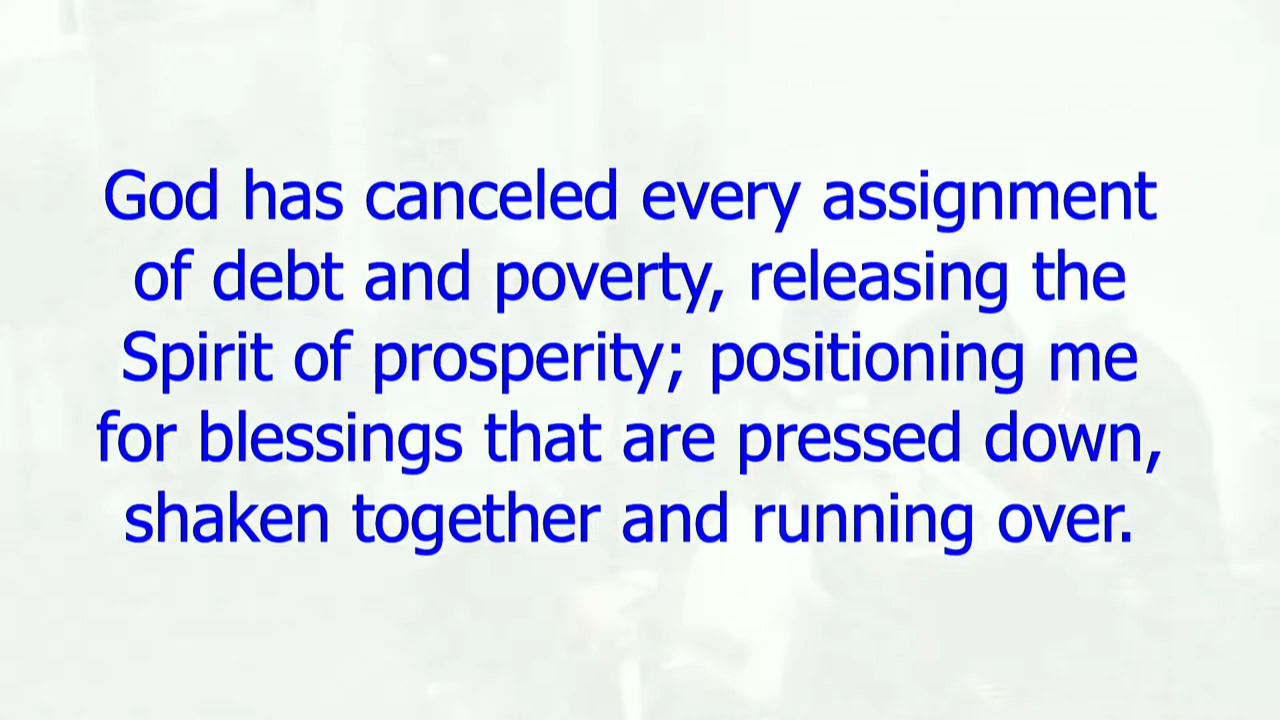 God has canceled every assignment
of debt and poverty, releasing the
Spirit of prosperity; positioning me
for blessings that are pressed down,
shaken together and running over.